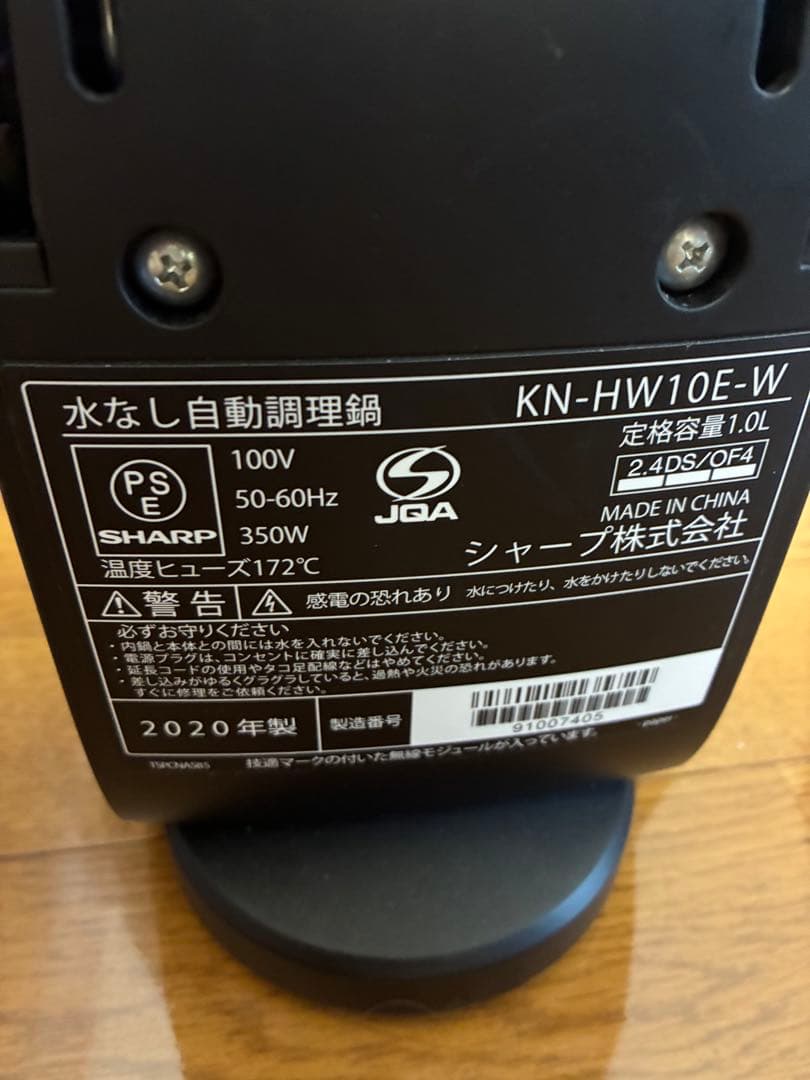 水なし自動調理鍋 KN-HW10E-W
定格容量1.0L
PS
E
SHARP
100V
50-60Hz
350W
JQA
2.4DS/OF4
MADE IN CHINA
シャープ株式会社
温度ヒューズ172℃
警告 感電の恐れあり 水につけたり、水をかけたりしないでください。
必ずお守りください
・内鍋と本体との間には水を入れないでください。
・電源プラグは、コンセントに確実に差し込んでください。
・延長コードの使用やタコ足配線などはやめてください。
・差し込みがゆるくグラグラしていると、過熱や火災の恐れがあります。
すぐに修理をご依頼ください。
2020年製 製造番号 91007405
技適マークの付いた無線モジュールが入っています。